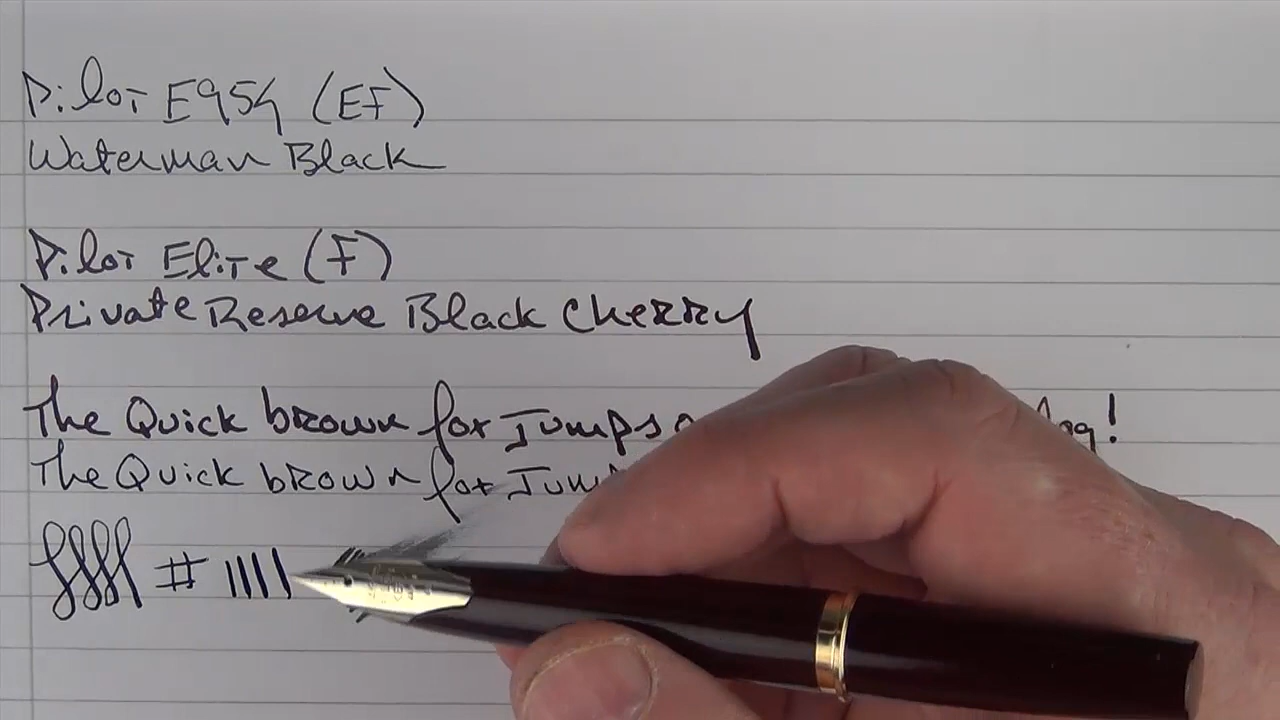 Pilot E95S (EF)
Waterman Black
Pilot Elite (F)
Private Reserve Black Cherry
The Quick brown fox Jumps
The Quick brown fox
#